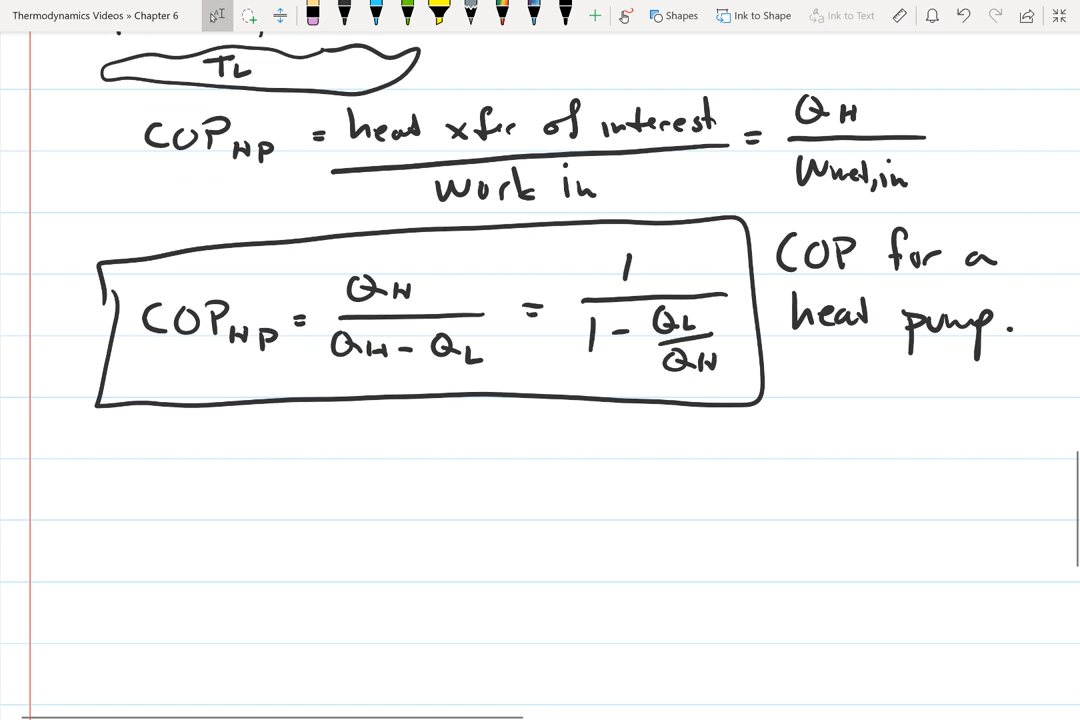 Thermodynamics Videos » Chapter 6
Shapes
Ink to Shape
Ink to Text
TL
COPHP = heat xfer of interest / Work in = QH / Wnet,in
COPHP = QH / QH - QL = 1 / 1 - QL / QH
COP for a
heat pump.